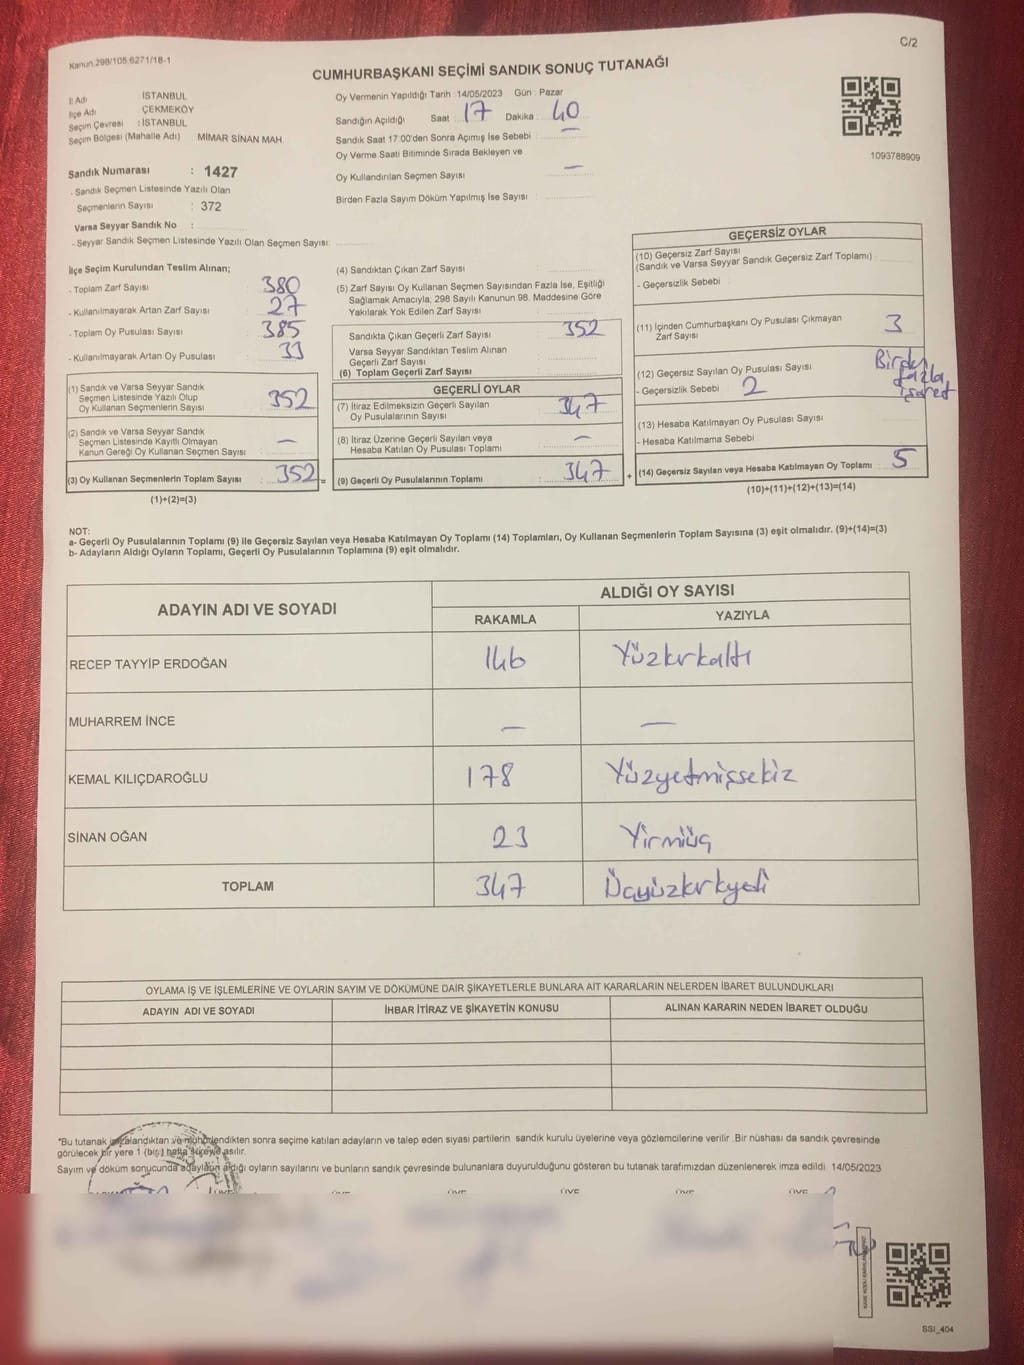 C/2
Kanun.298/105.6271/18-1
CUMHURBAŞKANI SEÇİMİ SANDIK SONUÇ TUTANAĞI
İl Adı İSTANBUL
İlçe Adı ÇEKMEKÖY
Seçim Çevresi : İSTANBUL
Seçim Bölgesi (Mahalle Adı) MİMAR SİNAN MAH.
Oy Vermenin Yapıldığı Tarih : 14/05/2023 Gün : Pazar
Sandığın Açıldığı Saat : 17 Dakika : 40
Sandık Saat 17.00'den Sonra Açımış İse Sebebi : —
Oy Verme Saati Bitiminde Sırada Bekleyen ve
Oy Kullandırılan Seçmen Sayısı —
Birden Fazla Sayım Döküm Yapılmış İse Sayısı :
1093788909
Sandık Numarası : 1427
- Sandık Seçmen Listesinde Yazılı Olan
Seçmenlerin Sayısı : 372
Varsa Seyyar Sandık No :
- Seyyar Sandık Seçmen Listesinde Yazılı Olan Seçmen Sayısı:
İlçe Seçim Kurulundan Teslim Alınan;
- Toplam Zarf Sayısı : 380
- Kullanılmayarak Artan Zarf Sayısı : 27
- Toplam Oy Pusulası Sayısı : 385
- Kullanılmayarak Artan Oy Pusulası : 33
(1) Sandık ve Varsa Seyyar Sandık
Seçmen Listesinde Yazılı Olup
Oy Kullanan Seçmenlerin Sayısı : 352
(2) Sandık ve Varsa Seyyar Sandık
Seçmen Listesinde Kayıtlı Olmayan
Kanun Gereği Oy Kullanan Seçmen Sayısı : —
(3) Oy Kullanan Seçmenlerin Toplam Sayısı : 352 =
(1)+(2)=(3)
(4) Sandıktan Çıkan Zarf Sayısı :
(5) Zarf Sayısı Oy Kullanan Seçmen Sayısından Fazla İse, Eşitliği
Sağlamak Amacıyla; 298 Sayılı Kanunun 98. Maddesine Göre
Yakılarak Yok Edilen Zarf Sayısı :
Sandıkta Çıkan Geçerli Zarf Sayısı : 352
Varsa Seyyar Sandıktan Teslim Alınan
Geçerli Zarf Sayısı :
(6) Toplam Geçerli Zarf Sayısı :
GEÇERLİ OYLAR
(7) İtiraz Edilmeksizin Geçerli Sayılan
Oy Pusulalarının Sayısı : 347
(8) İtiraz Üzerine Geçerli Sayılan veya
Hesaba Katılan Oy Pusulası Toplamı : —
(9) Geçerli Oy Pusulalarının Toplamı : 347 +
GEÇERSİZ OYLAR
(10) Geçersiz Zarf Sayısı
(Sandık ve Varsa Seyyar Sandık Geçersiz Zarf Toplamı) :
- Geçersizlik Sebebi :
(11) İçinden Cumhurbaşkanı Oy Pusulası Çıkmayan
Zarf Sayısı 3
(12) Geçersiz Sayılan Oy Pusulası Sayısı : Birden
fazla
- Geçersizlik Sebebi : 2 işaret
(13) Hesaba Katılmayan Oy Pusulası Sayısı
- Hesaba Katılmama Sebebi :
(14) Geçersiz Sayılan veya Hesaba Katılmayan Oy Toplamı : 5
(10)+(11)+(12)+(13)=(14)
NOT:
a- Geçerli Oy Pusulalarının Toplamı (9) ile Geçersiz Sayılan veya Hesaba Katılmayan Oy Toplamı (14) Toplamları, Oy Kullanan Seçmenlerin Toplam Sayısına (3) eşit olmalıdır. (9)+(14)=(3)
b- Adayların Aldığı Oyların Toplamı, Geçerli Oy Pusulalarının Toplamına (9) eşit olmalıdır.
ADAYIN ADI VE SOYADI ALDIĞI OY SAYISI
RAKAMLA YAZIYLA
RECEP TAYYİP ERDOĞAN 146 Yüzkırkaltı
MUHARREM İNCE — —
KEMAL KILIÇDAROĞLU 178 Yüzyetmişsekiz
SİNAN OĞAN 23 Yirmiüç
TOPLAM 347 Üçyüzkırkyedi
OYLAMA İŞ VE İŞLEMLERİNE VE OYLARIN SAYIM VE DÖKÜMÜNE DAİR ŞİKAYETLERLE BUNLARA AİT KARARLARIN NELERDEN İBARET BULUNDUKLARI
ADAYIN ADI VE SOYADI İHBAR İTİRAZ VE ŞİKAYETİN KONUSU ALINAN KARARIN NEDEN İBARET OLDUĞU
*Bu tutanak imzalandıktan ve mühürlendikten sonra seçime katılan adayların ve talep eden siyasi partilerin sandık kurulu üyelerine veya gözlemcilerine verilir .Bir nüshası da sandık çevresinde
görülecek bir yere 1 (bir) hafta süreyle asılır.
Sayım ve döküm sonucunda adayların aldığı oyların sayılarını ve bunların sandık çevresinde bulunanlara duyurulduğunu gösteren bu tutanak tarafımızdan düzenlenerek imza edildi 14/05/2023
ÜYE ÜYE ÜYE ÜYE ÜYE
SSI_404